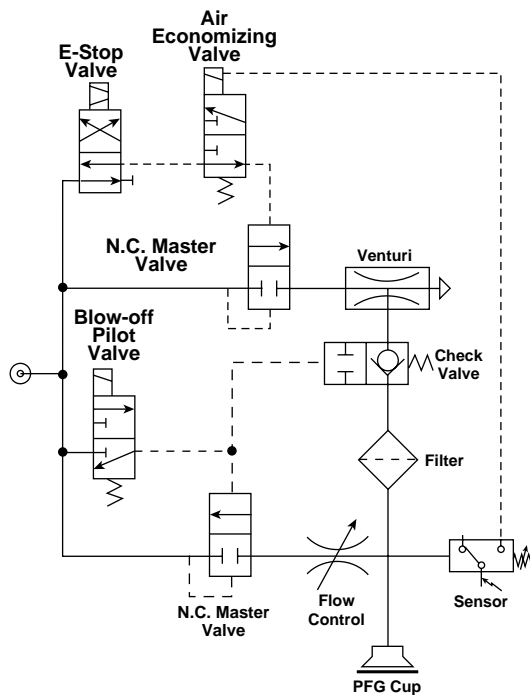 Air
Economizing
Valve
E-Stop
Valve
N.C. Master
Valve
Venturi
Blow-off
Pilot
Valve
Check
Valve
Filter
N.C. Master
Valve
Flow
Control
Sensor
PFG Cup